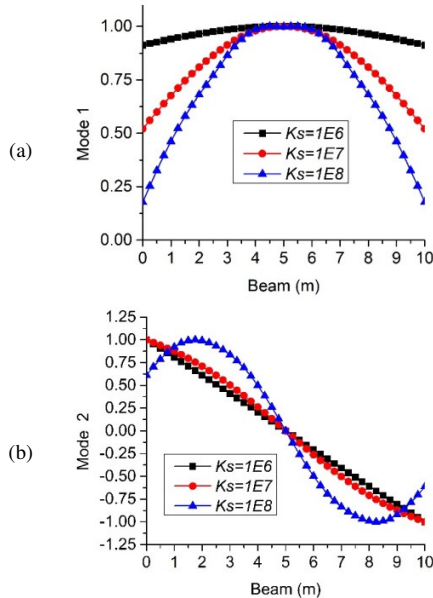 (a)
Mode 1
1.00
0.75
0.50
0.25
0.00
Ks=1E6
Ks=1E7
Ks=1E8
0 1 2 3 4 5 6 7 8 9 10
Beam (m)
(b)
Mode 2
1.25
1.00
0.75
0.50
0.25
0.00
-0.25
-0.50
-0.75
-1.00
-1.25
Ks=1E6
Ks=1E7
Ks=1E8
0 1 2 3 4 5 6 7 8 9 10
Beam (m)